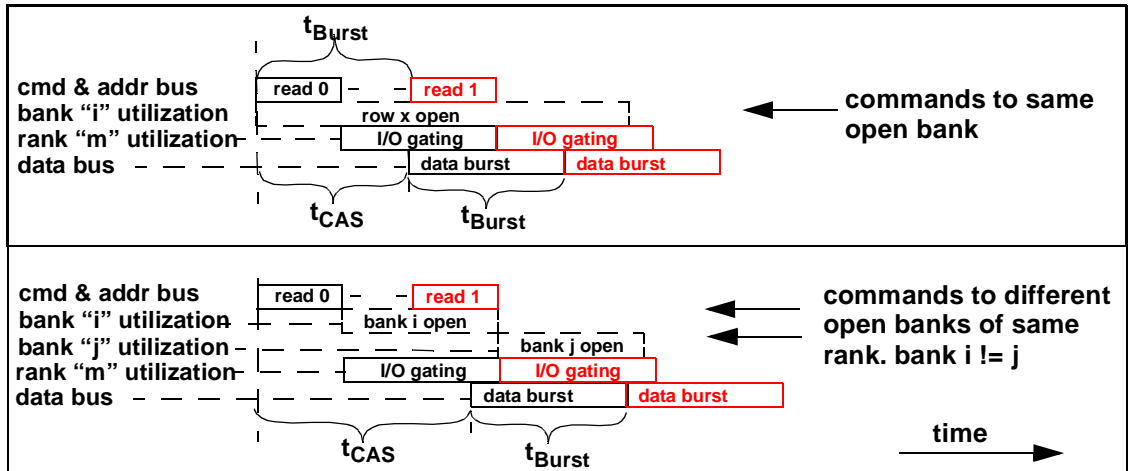 tBurst
cmd & addr bus
read 0
read 1
bank “i” utilization
row x open
rank “m” utilization
I/O gating
I/O gating
data bus
data burst
data burst
tCAS
tBurst
commands to same
open bank
cmd & addr bus
read 0
read 1
bank “i” utilization
bank i open
bank “j” utilization
bank j open
rank “m” utilization
I/O gating
I/O gating
data bus
data burst
data burst
tCAS
tBurst
commands to different
open banks of same
rank. bank i != j
time